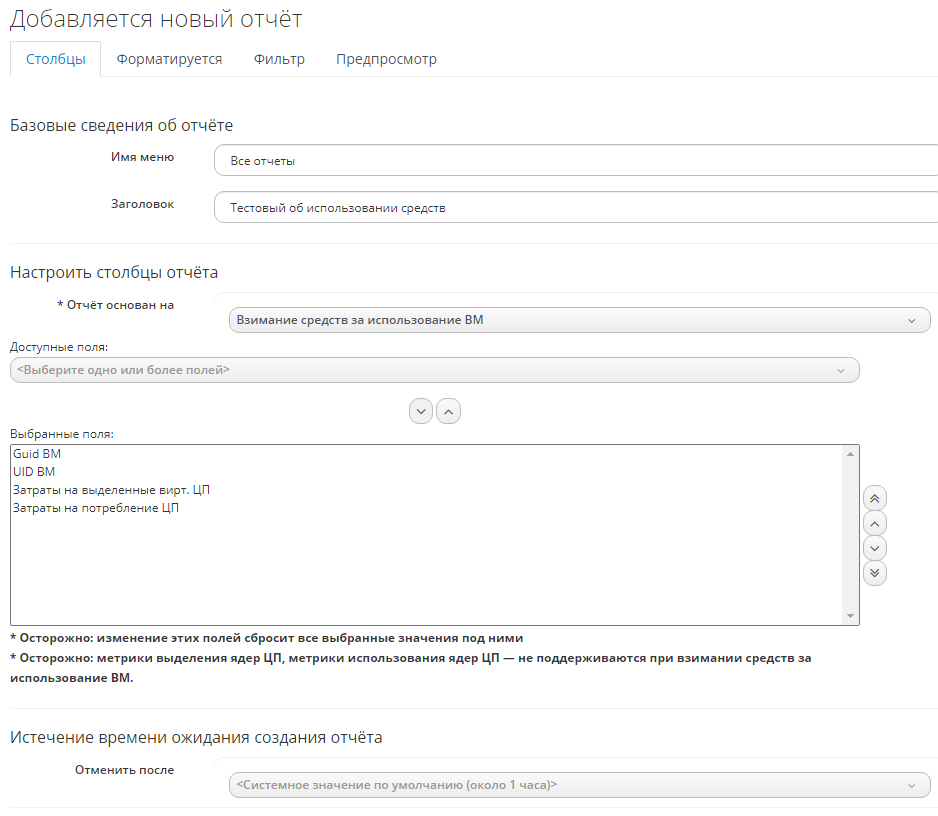 Добавляется новый отчёт
Столбцы Форматируется Фильтр Предпросмотр
Базовые сведения об отчёте
Имя меню Все отчеты
Заголовок Тестовый об использовании средств
Настроить столбцы отчёта
* Отчёт основан на Взимание средств за использование ВМ
Доступные поля:
<Выберите одно или более полей>
Выбранные поля:
Guid ВМ
UID ВМ
Затраты на выделенные вирт. ЦП
Затраты на потребление ЦП
* Осторожно: изменение этих полей сбросит все выбранные значения под ними
* Осторожно: метрики выделения ядер ЦП, метрики использования ядер ЦП — не поддерживаются при взимании средств за
использование ВМ.
Истечение времени ожидания создания отчёта
Отменить после <Системное значение по умолчанию (около 1 часа)>